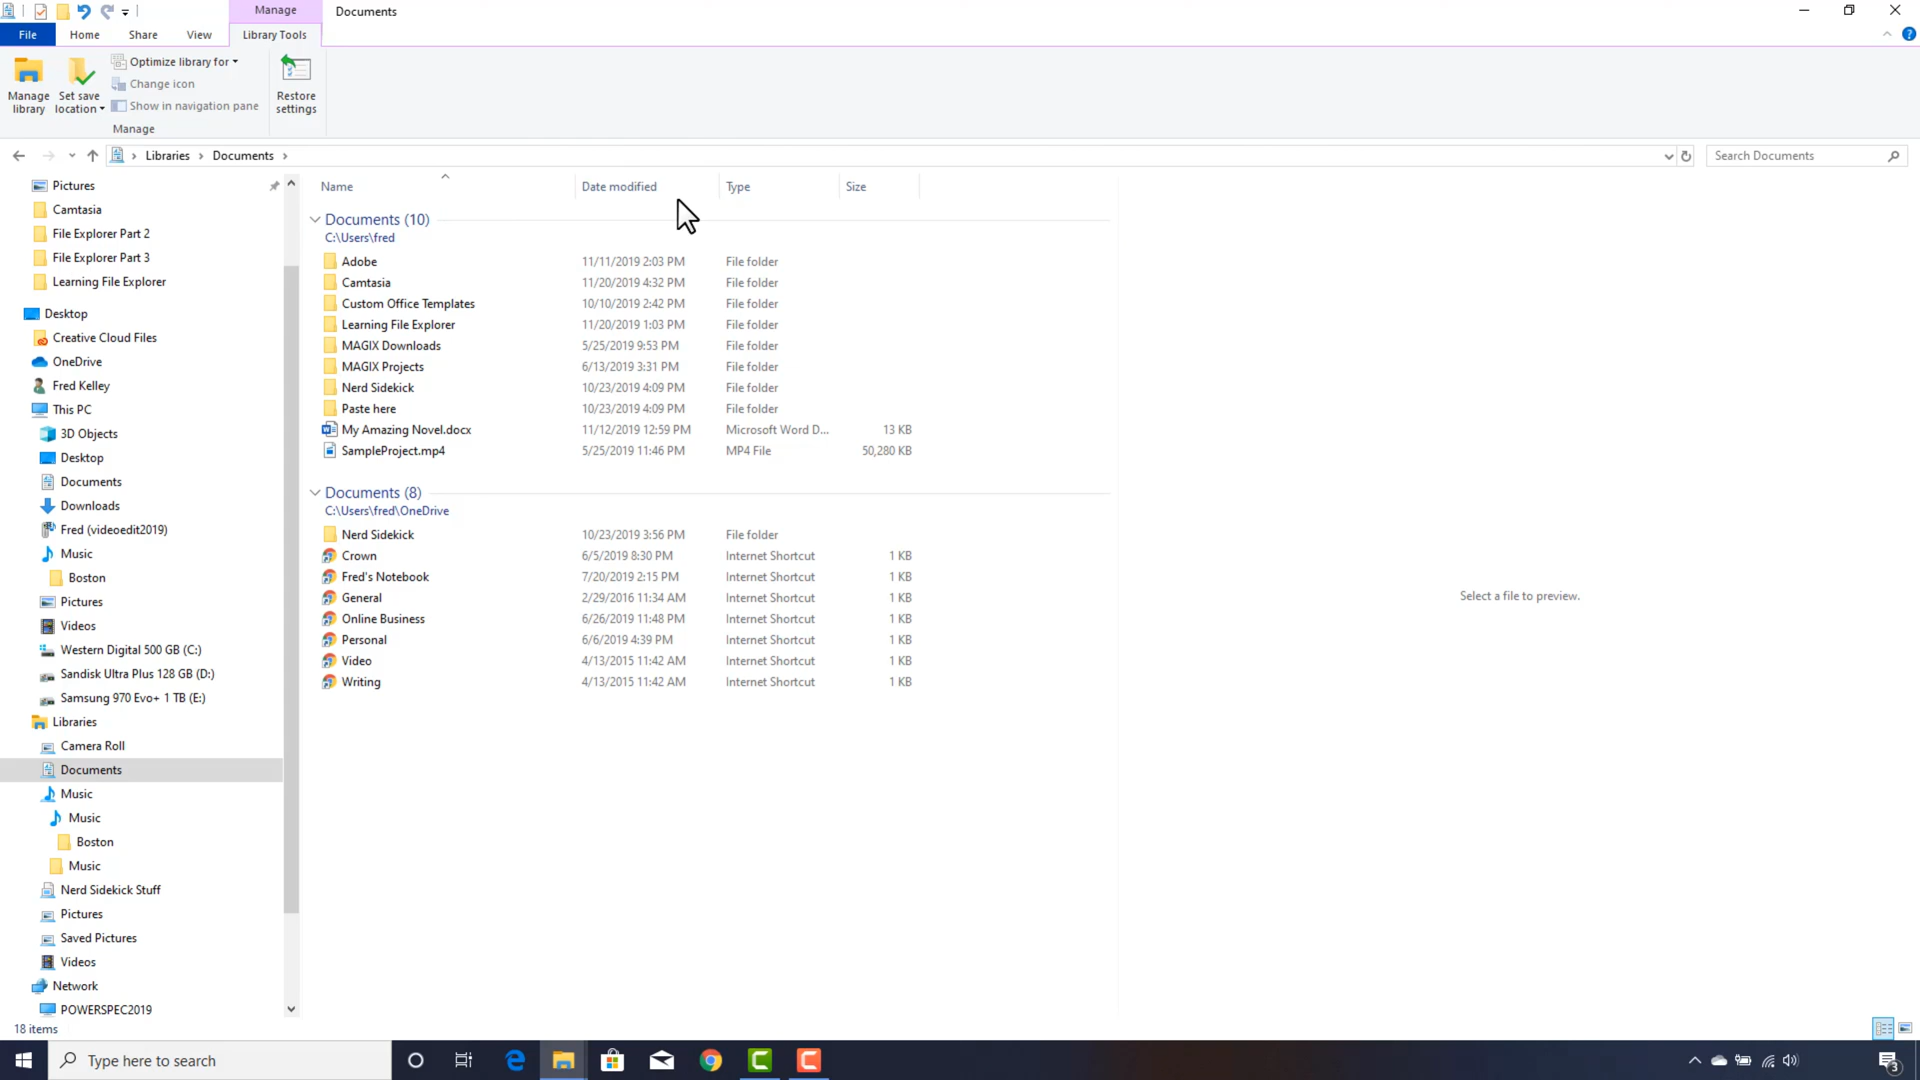 Manage
Documents
File
Home
Share
View
Library Tools
Manage library
Set save location
Optimize library for
Change icon
Show in navigation pane
Restore settings
Manage
Libraries
Documents
Search Documents
Pictures
Camtasia
File Explorer Part 2
File Explorer Part 3
Learning File Explorer
Desktop
Creative Cloud Files
OneDrive
Fred Kelley
This PC
3D Objects
Desktop
Documents
Downloads
Fred (videoedit2019)
Music
Boston
Pictures
Videos
Western Digital 500 GB (C:)
Sandisk Ultra Plus 128 GB (D:)
Samsung 970 Evo+ 1 TB (E:)
Libraries
Camera Roll
Documents
Music
Music
Boston
Music
Nerd Sidekick Stuff
Pictures
Saved Pictures
Videos
Network
POWERSPEC2019
Name Date modified Type Size
Documents (10)
C:\Users\fred
Adobe 11/11/2019 2:03 PM File folder
Camtasia 11/20/2019 4:32 PM File folder
Custom Office Templates 10/10/2019 2:42 PM File folder
Learning File Explorer 11/20/2019 1:03 PM File folder
MAGIX Downloads 5/25/2019 9:53 PM File folder
MAGIX Projects 6/13/2019 3:31 PM File folder
Nerd Sidekick 10/23/2019 4:09 PM File folder
Paste here 10/23/2019 4:09 PM File folder
My Amazing Novel.docx 11/12/2019 12:59 PM Microsoft Word D... 13 KB
SampleProject.mp4 5/25/2019 11:46 PM MP4 File 50,280 KB
Documents (8)
C:\Users\fred\OneDrive
Nerd Sidekick 10/23/2019 3:56 PM File folder
Crown 6/5/2019 8:30 PM Internet Shortcut 1 KB
Fred's Notebook 7/20/2019 2:15 PM Internet Shortcut 1 KB
General 2/29/2016 11:34 AM Internet Shortcut 1 KB
Online Business 6/26/2019 11:48 PM Internet Shortcut 1 KB
Personal 6/6/2019 4:39 PM Internet Shortcut 1 KB
Video 4/13/2015 11:42 AM Internet Shortcut 1 KB
Writing 4/13/2015 11:42 AM Internet Shortcut 1 KB
Select a file to preview.
18 items
Type here to search
3